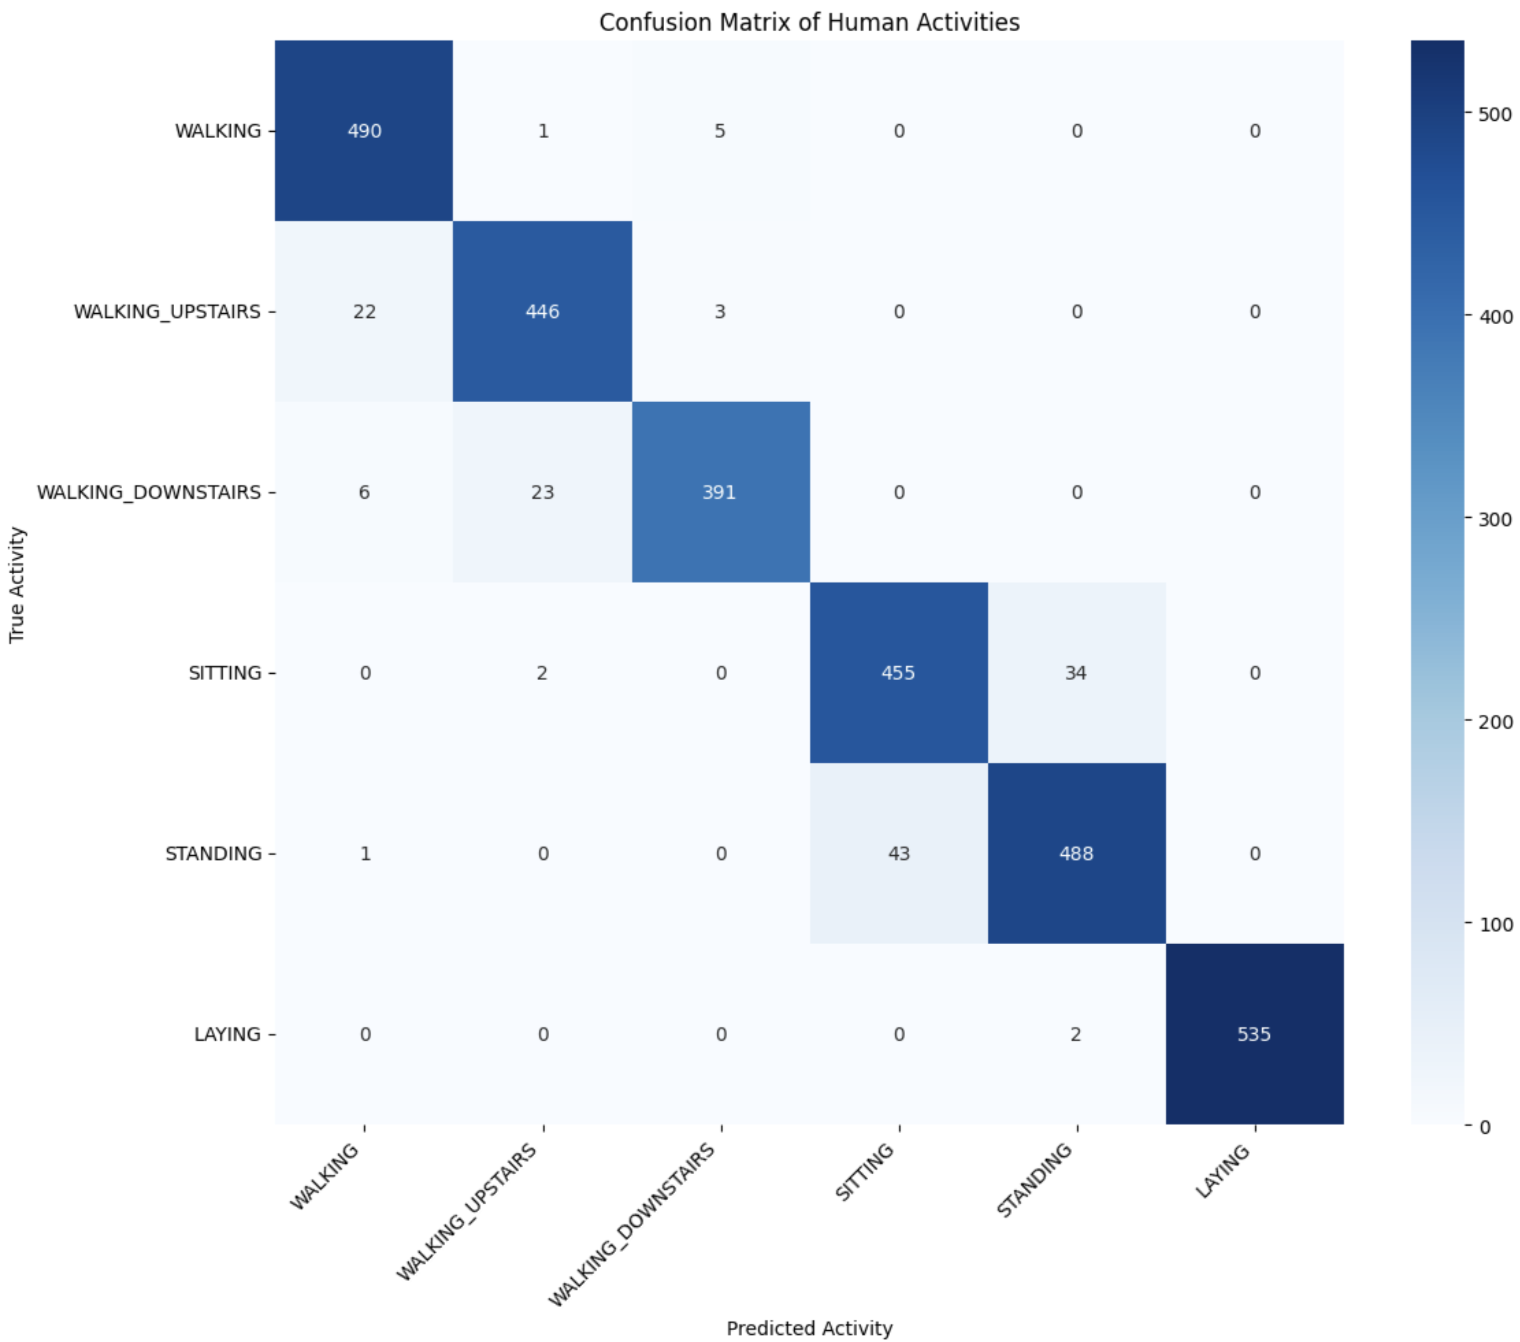 Confusion Matrix of Human Activities
WALKING 490 1 5 0 0 0
WALKING_UPSTAIRS 22 446 3 0 0 0
WALKING_DOWNSTAIRS 6 23 391 0 0 0
SITTING 0 2 0 455 34 0
STANDING 1 0 0 43 488 0
LAYING 0 0 0 0 2 535
True Activity
WALKING WALKING_UPSTAIRS WALKING_DOWNSTAIRS SITTING STANDING LAYING
Predicted Activity
500
400
300
200
100
0